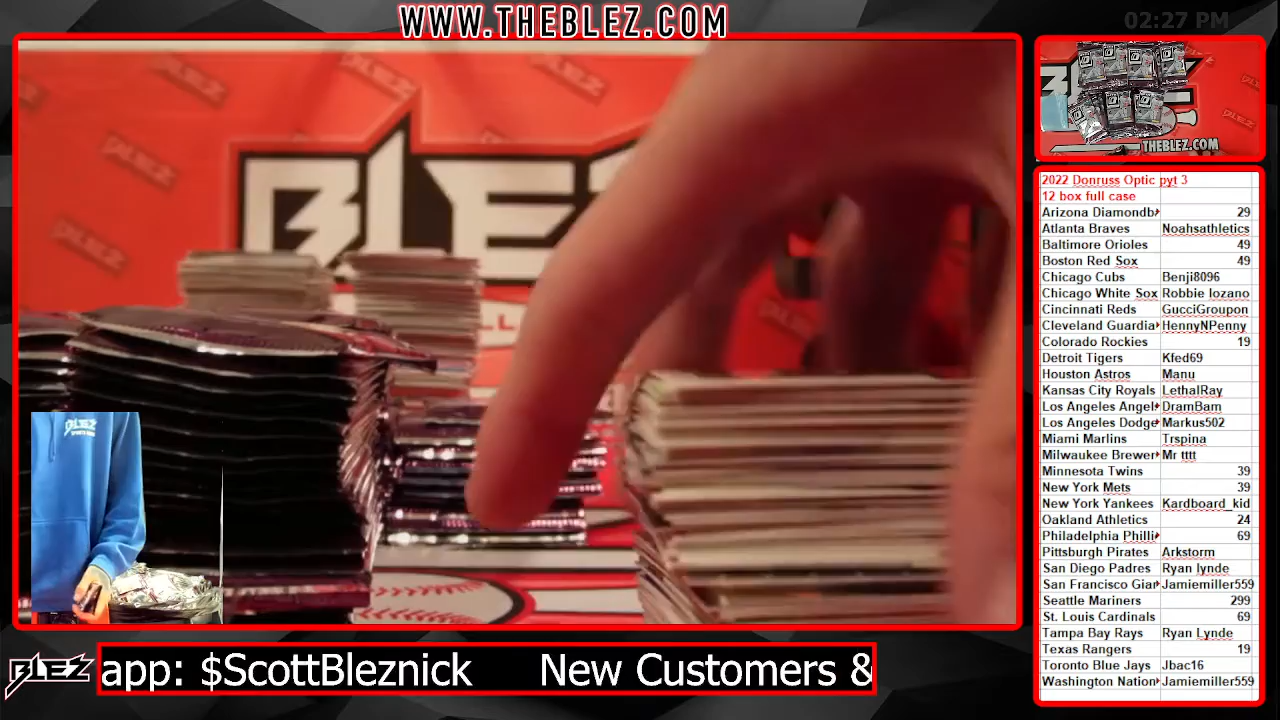 WWW.THEBLEZ.COM
02:27 PM
BLEZ
THEBLEZ.COM
2022 Donruss Optic pyt 3
12 box full case
Arizona Diamondb 29
Atlanta Braves Noahsathletics
Baltimore Orioles 49
Boston Red Sox 49
Chicago Cubs Benji8096
Chicago White Sox Robbie lozano
Cincinnati Reds GucciGroupon
Cleveland Guardia HennyNPenny
Colorado Rockies 19
Detroit Tigers Kfed69
Houston Astros Manu
Kansas City Royals LethalRay
Los Angeles Angel DramBam
Los Angeles Dodge Markus502
Miami Marlins Trspina
Milwaukee Brewer Mr tttt
Minnesota Twins 39
New York Mets 39
New York Yankees Kardboard_kid
Oakland Athletics 24
Philadelphia Philli 69
Pittsburgh Pirates Arkstorm
San Diego Padres Ryan lynde
San Francisco Gian Jamiemiller559
Seattle Mariners 299
St. Louis Cardinals 69
Tampa Bay Rays Ryan Lynde
Texas Rangers 19
Toronto Blue Jays Jbac16
Washington Nation Jamiemiller559
BLEZ
BLEZ
app: $ScottBleznick New Customers &